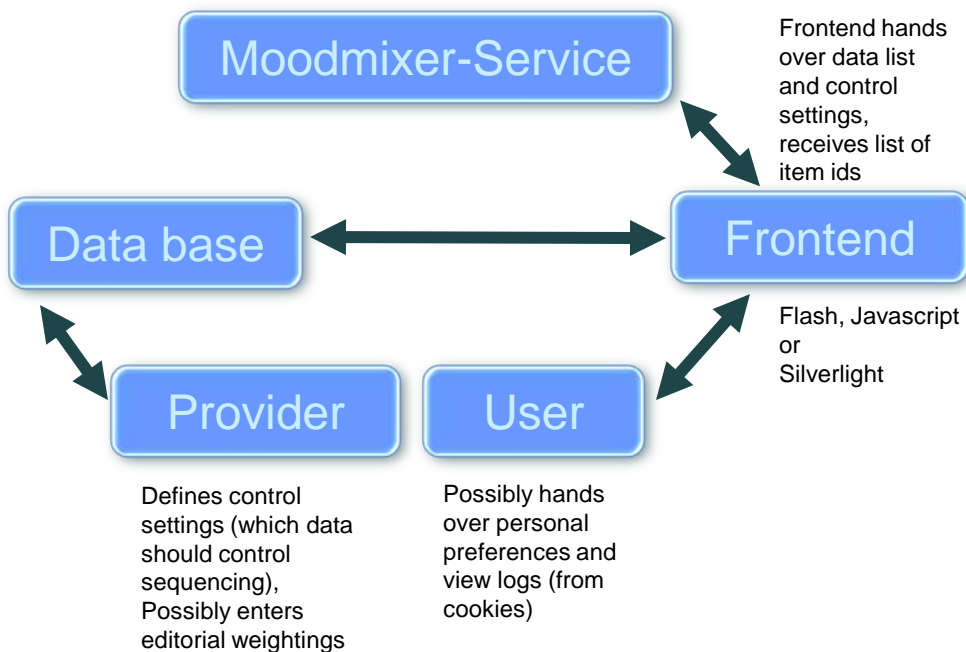 Moodmixer-Service
Frontend hands
over data list
and control
settings,
receives list of
item ids
Data base
Frontend
Flash, Javascript
or
Silverlight
Provider
User
Defines control
settings (which data
should control
sequencing),
Possibly enters
editorial weightings
Possibly hands
over personal
preferences and
view logs (from
cookies)